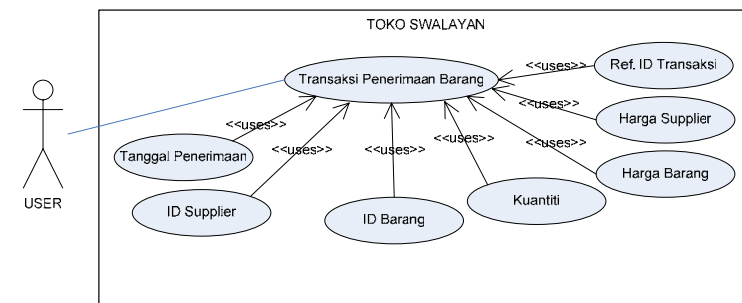 TOKO SWALAYAN
Transaksi Penerimaan Barang
<<uses>>
Ref. ID Transaksi
<<uses>>
Harga Supplier
<<uses>>
Harga Barang
<<uses>>
Tanggal Penerimaan
<<uses>>
ID Supplier
<<uses>>
ID Barang
<<uses>>
Kuantiti
USER